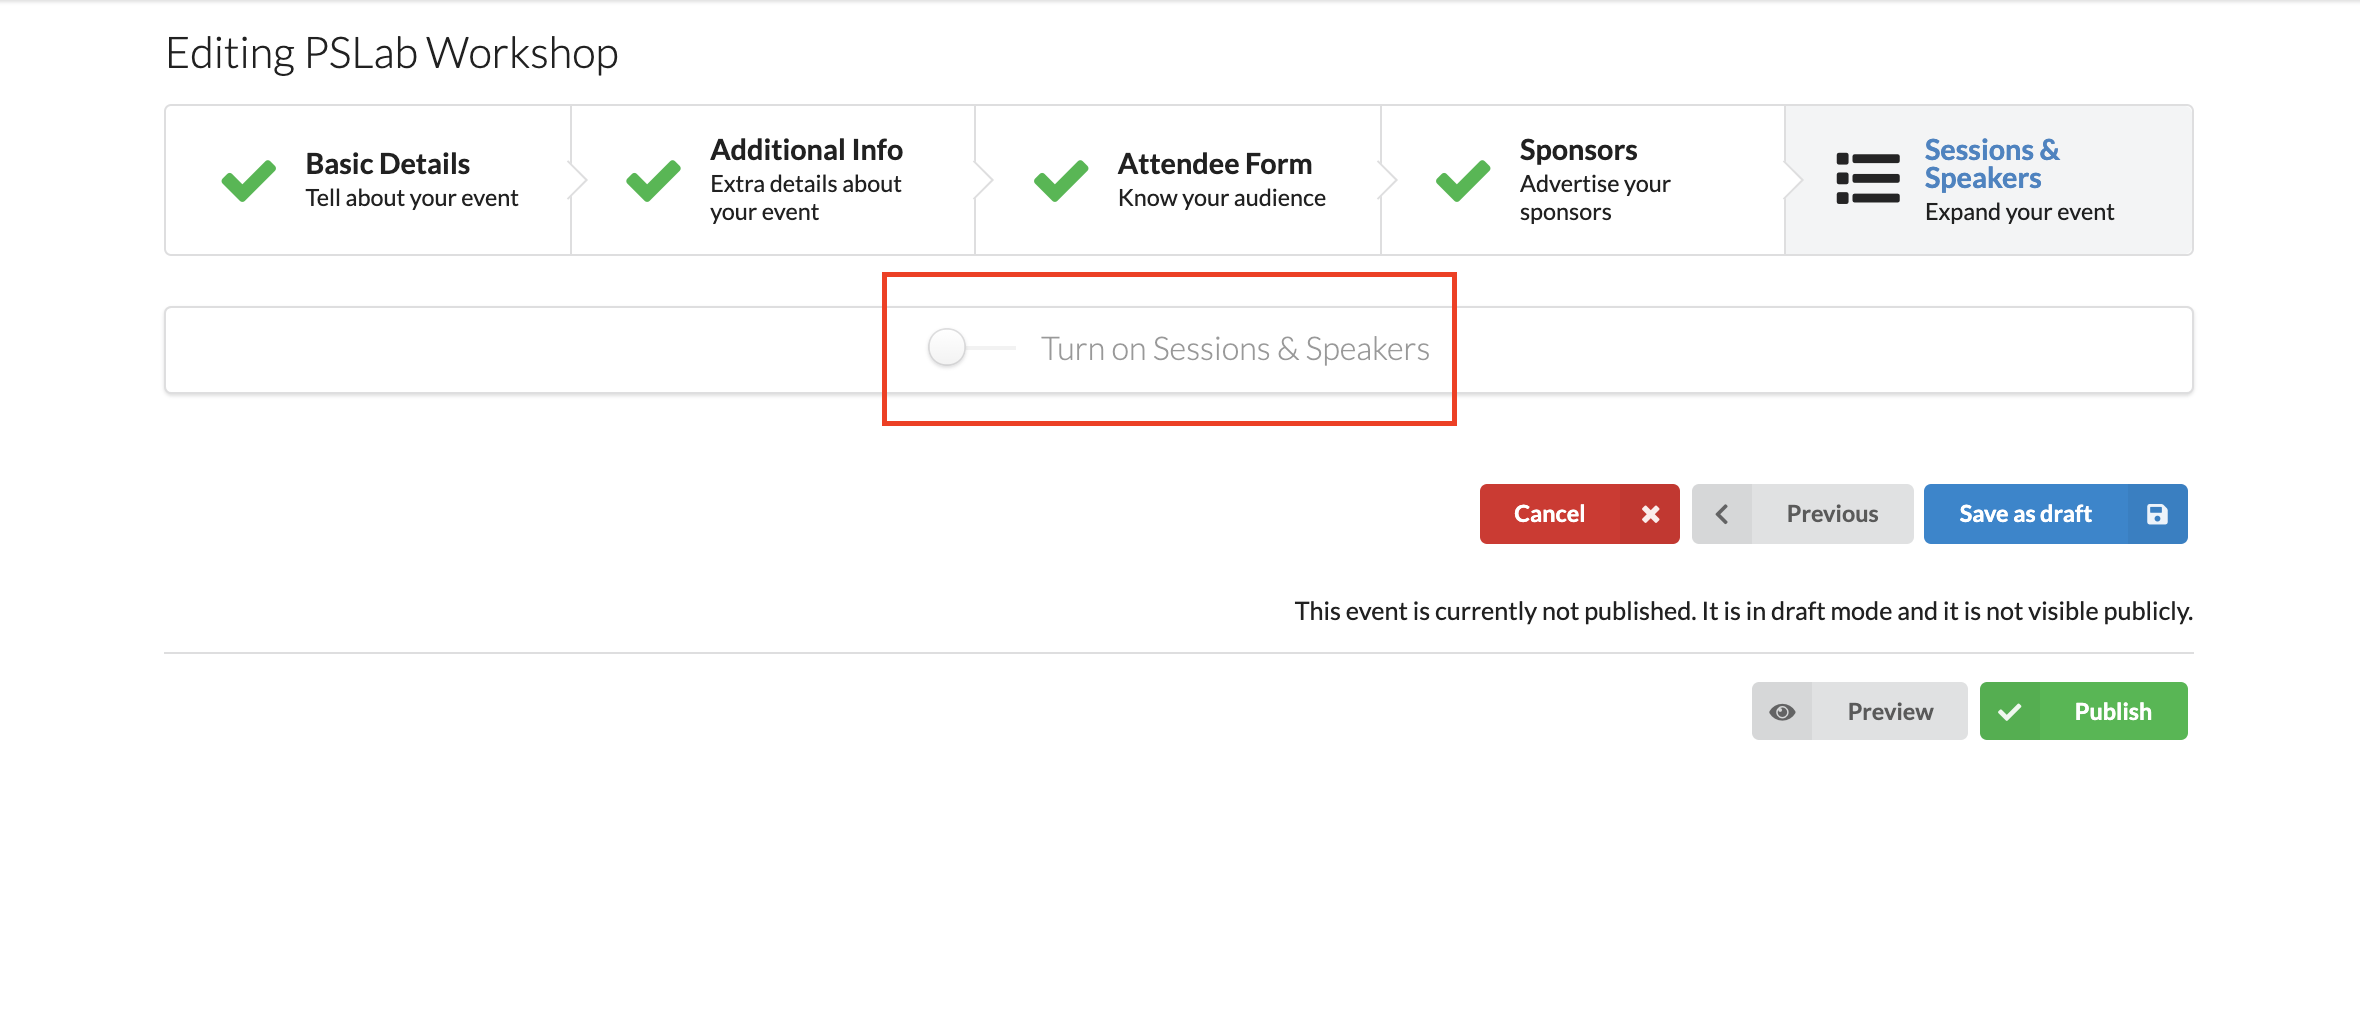 Editing PSLab Workshop
Basic Details
Tell about your event
Additional Info
Extra details about
your event
Attendee Form
Know your audience
Sponsors
Advertise your
sponsors
Sessions &
Speakers
Expand your event
Turn on Sessions & Speakers
Cancel
Previous
Save as draft
This event is currently not published. It is in draft mode and it is not visible publicly.
Preview
Publish